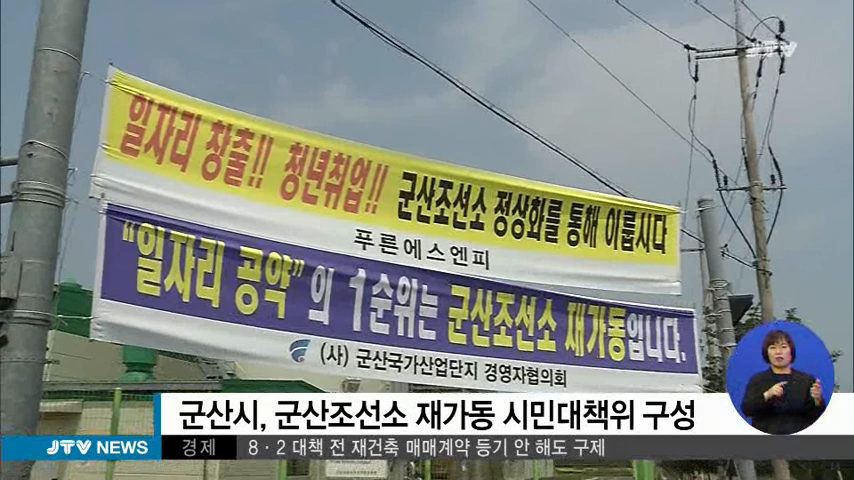 JTV
일자리 창출!! 청년취업!! 군산조선소 정상화를 통해 이룹시다
푸른에스엔피
"일자리 공약"의 1순위는 군산조선소 재가동입니다.
(사) 군산국가산업단지 경영자협의회
군산시, 군산조선소 재가동 시민대책위 구성
JTV NEWS 경제 8·2 대책 전 재건축 매매계약 등기 안 해도 구제